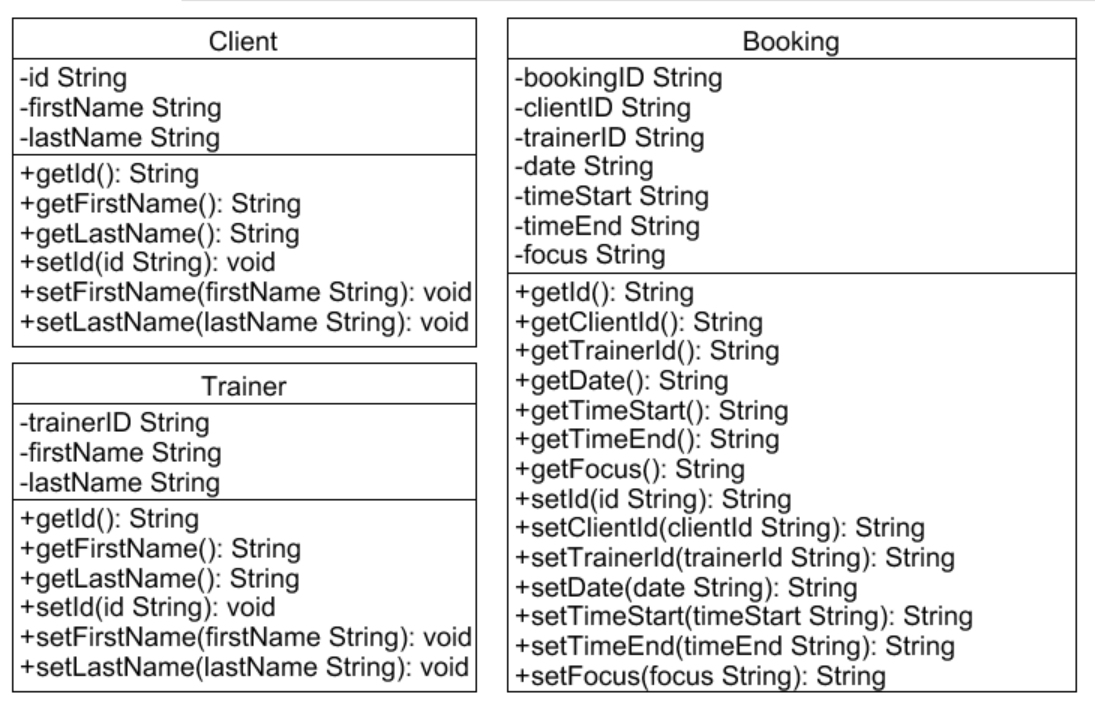 Client
-id String
-firstName String
-lastName String
+getId(): String
+getFirstName(): String
+getLastName(): String
+setId(id String): void
+setFirstName(firstName String): void
+setLastName(lastName String): void
Trainer
-trainerID String
-firstName String
-lastName String
+getId(): String
+getFirstName(): String
+getLastName(): String
+setId(id String): void
+setFirstName(firstName String): void
+setLastName(lastName String): void
Booking
-bookingID String
-clientID String
-trainerID String
-date String
-timeStart String
-timeEnd String
-focus String
+getId(): String
+getClientId(): String
+getTrainerId(): String
+getDate(): String
+getTimeStart(): String
+getTimeEnd(): String
+getFocus(): String
+setId(id String): String
+setClientId(clientId String): String
+setTrainerId(trainerId String): String
+setDate(date String): String
+setTimeStart(timeStart String): String
+setTimeEnd(timeEnd String): String
+setFocus(focus String): String